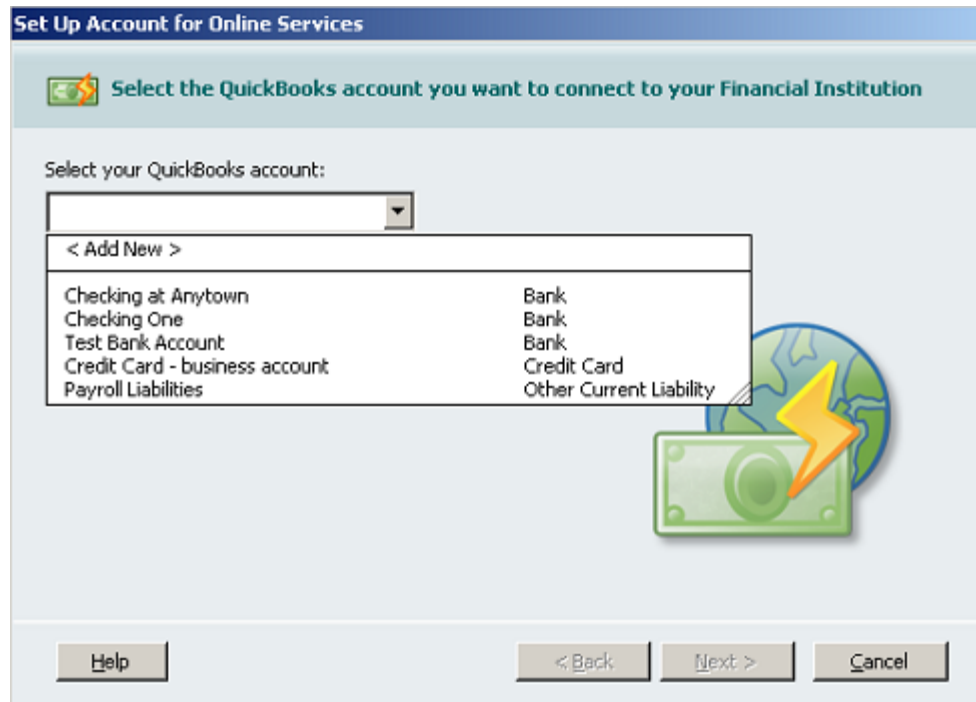 Set Up Account for Online Services
Select the QuickBooks account you want to connect to your Financial Institution
Select your QuickBooks account:
< Add New >
Checking at Anytown Bank
Checking One Bank
Test Bank Account Bank
Credit Card - business account Credit Card
Payroll Liabilities Other Current Liability
Help < Back Next > Cancel